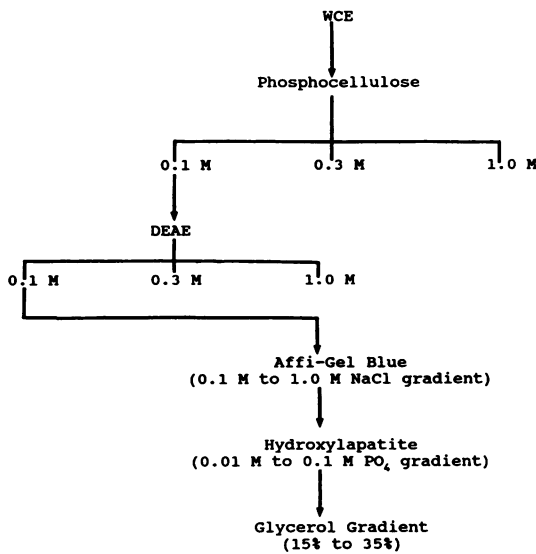 WCE
Phosphocellulose
0.1 M 0.3 M 1.0 M
DEAE
0.1 M 0.3 M 1.0 M
Affi-Gel Blue
(0.1 M to 1.0 M NaCl gradient)
Hydroxylapatite
(0.01 M to 0.1 M PO₄ gradient)
Glycerol Gradient
(15% to 35%)